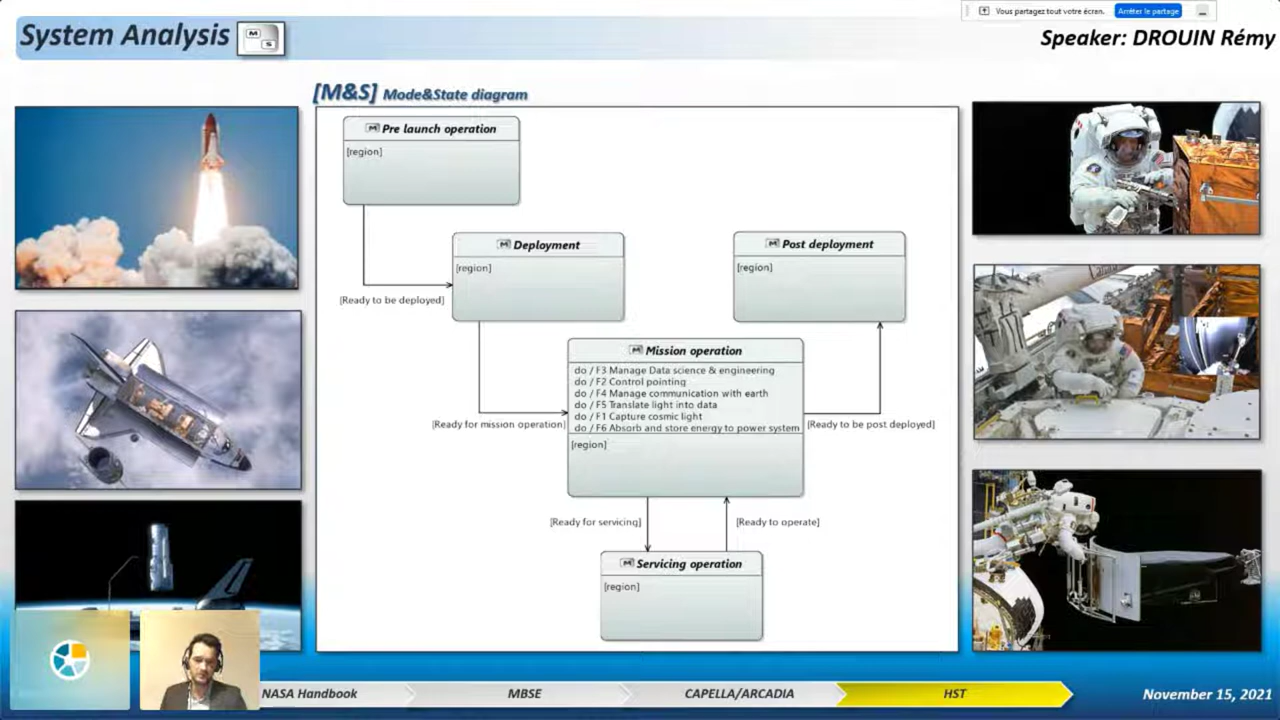 Vous partagez tout votre écran.
Arrêter le partage
System Analysis
M
S
Speaker: DROUIN Rémy
[M&S] Mode&State diagram
M Pre launch operation
[region]
M Deployment
[region]
M Post deployment
[region]
[Ready to be deployed]
M Mission operation
do / F3 Manage Data science & engineering
do / F2 Control pointing
do / F4 Manage communication with earth
do / F5 Translate light into data
do / F1 Capture cosmic light
do / F6 Absorb and store energy to power system
[region]
[Ready for mission operation]
[Ready to be post deployed]
[Ready for servicing]
[Ready to operate]
M Servicing operation
[region]
NASA Handbook
MBSE
CAPELLA/ARCADIA
HST
November 15, 2021